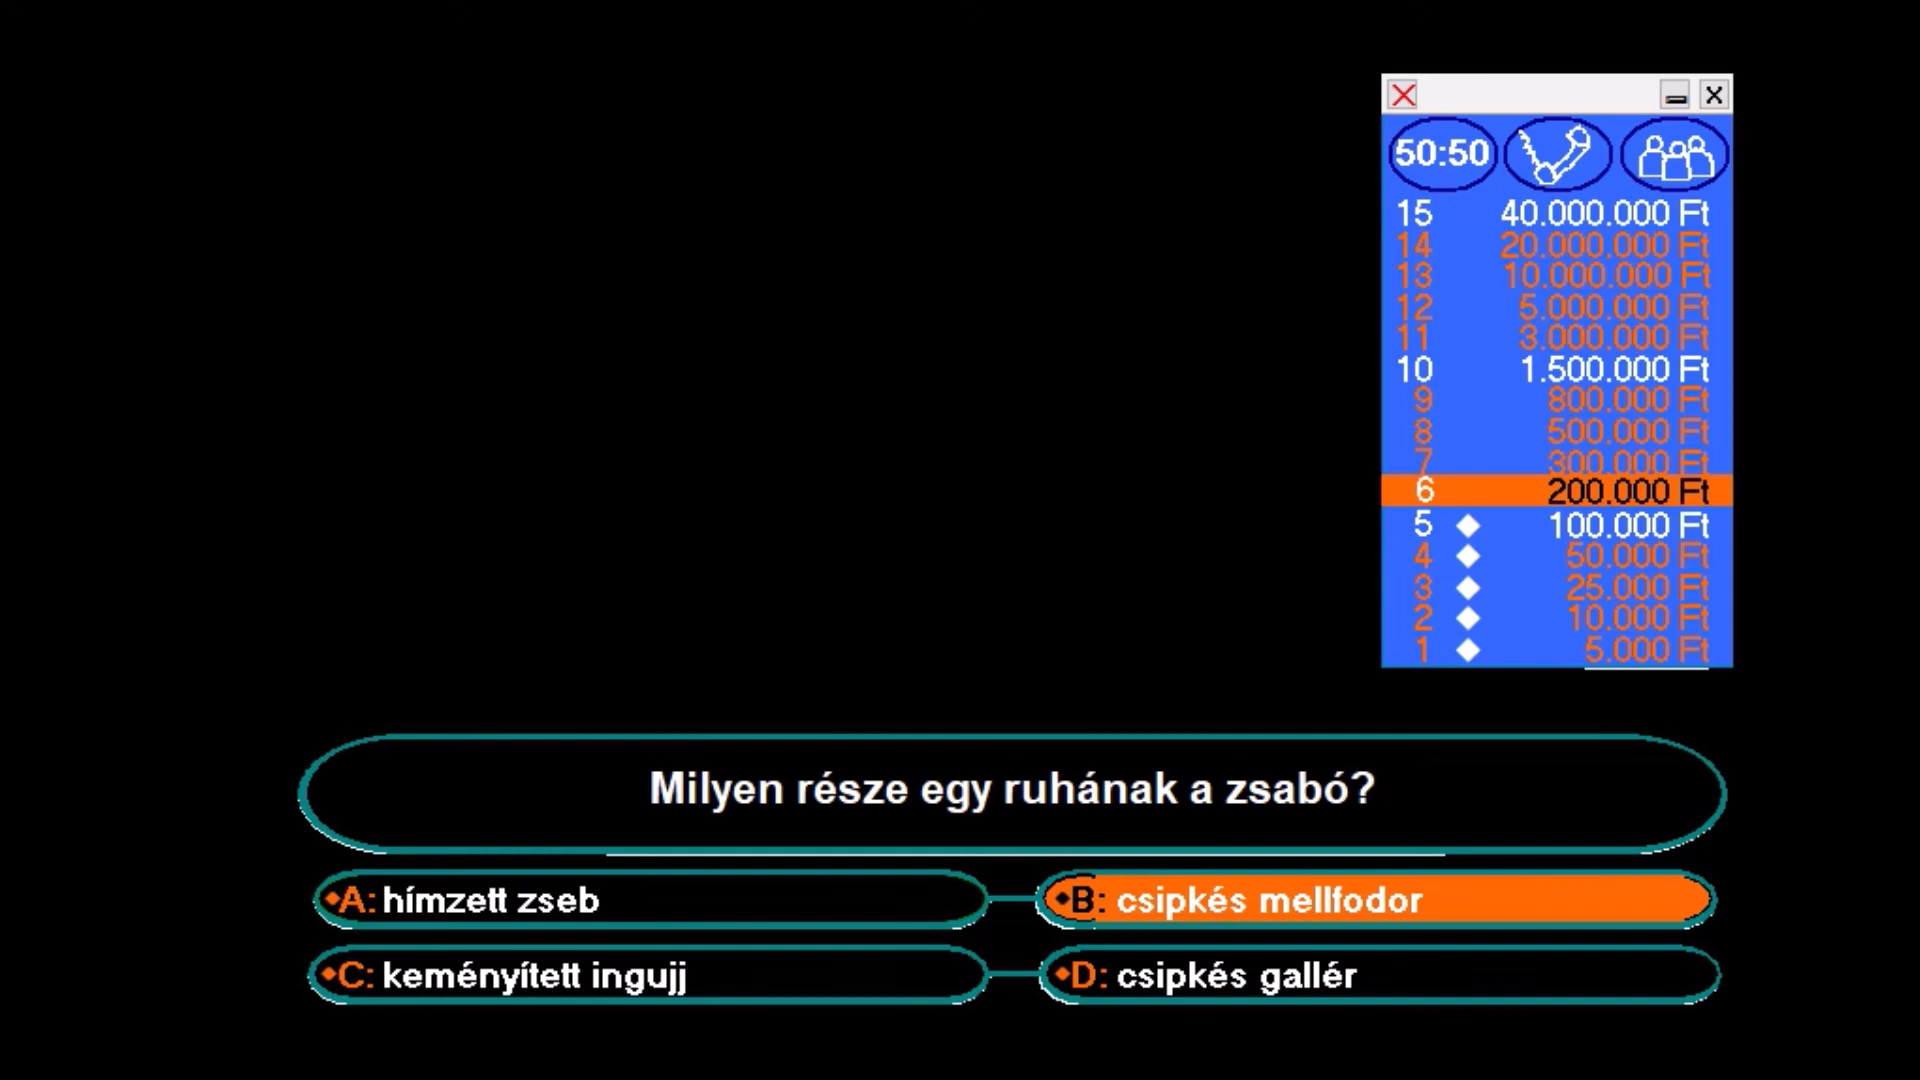 50:50
15 40.000.000 Ft
14 20.000.000 Ft
13 10.000.000 Ft
12 5.000.000 Ft
11 3.000.000 Ft
10 1.500.000 Ft
9 800.000 Ft
8 500.000 Ft
7 300.000 Ft
6 200.000 Ft
5 ◆ 100.000 Ft
4 ◆ 50.000 Ft
3 ◆ 25.000 Ft
2 ◆ 10.000 Ft
1 ◆ 5.000 Ft
Milyen része egy ruhának a zsabó?
◆A: hímzett zseb
◆B: csipkés mellfodor
◆C: keményített ingujj
◆D: csipkés gallér